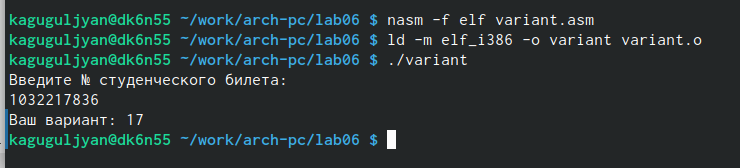 kaguguljyan@dk6n55 ~/work/arch-pc/lab06 $ nasm -f elf variant.asm
kaguguljyan@dk6n55 ~/work/arch-pc/lab06 $ ld -m elf_i386 -o variant variant.o
kaguguljyan@dk6n55 ~/work/arch-pc/lab06 $ ./variant
Введите № студенческого билета:
1032217836
Ваш вариант: 17
kaguguljyan@dk6n55 ~/work/arch-pc/lab06 $